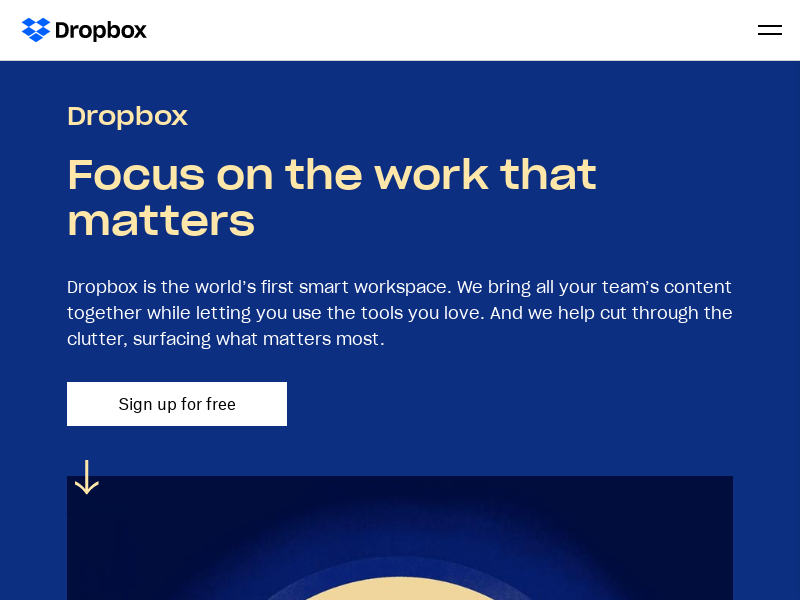 Dropbox
Dropbox
Focus on the work that
matters
Dropbox is the world’s first smart workspace. We bring all your team’s content
together while letting you use the tools you love. And we help cut through the
clutter, surfacing what matters most.
Sign up for free